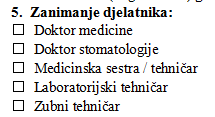 5. Zanimanje djelatnika:
☐ Doktor medicine
☐ Doktor stomatologije
☐ Medicinska sestra / tehničar
☐ Laboratorijski tehničar
☐ Zubni tehničar